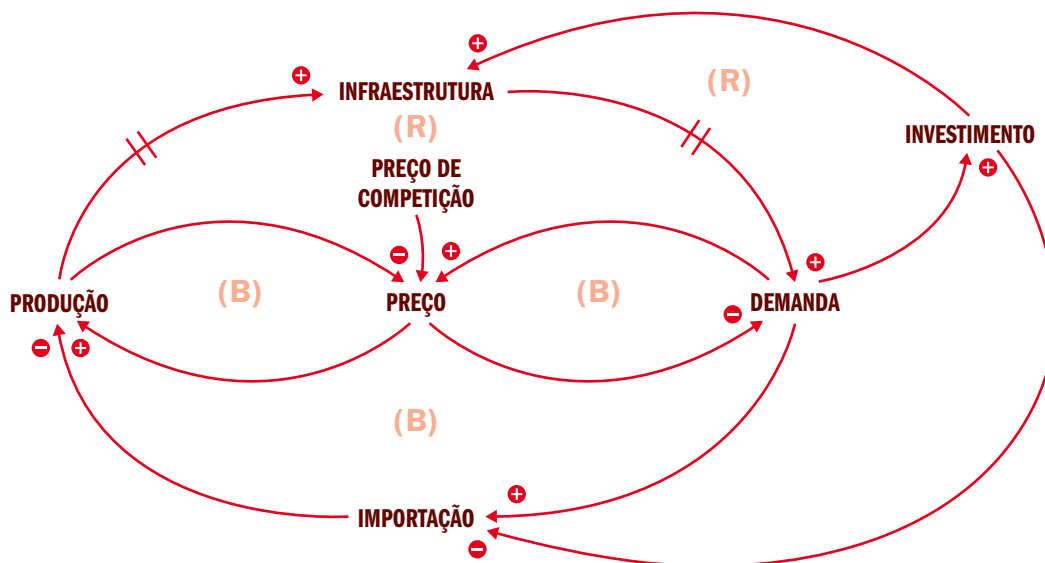 +
+
INFRAESTRUTURA
(R)
(R)
INVESTIMENTO
+
PREÇO DE
COMPETIÇÃO
−
+
+
PRODUÇÃO
(B)
PREÇO
(B)
DEMANDA
−
−
+
(B)
+
IMPORTAÇÃO
−